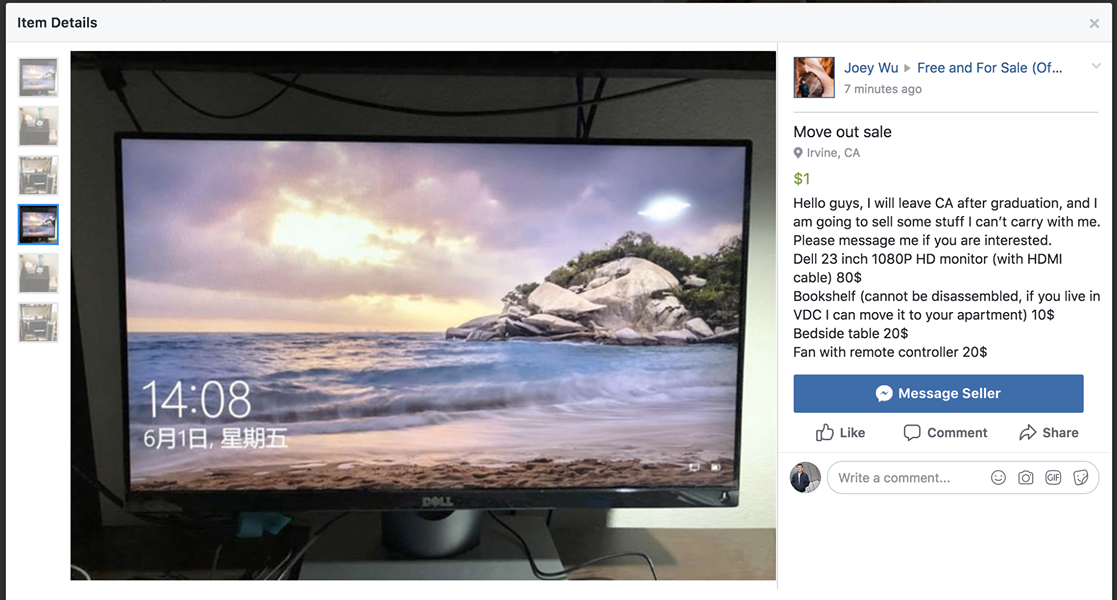 Item Details
Joey Wu ▸ Free and For Sale (Of...
7 minutes ago
Move out sale
Irvine, CA
$1
Hello guys, I will leave CA after graduation, and I
am going to sell some stuff I can’t carry with me.
Please message me if you are interested.
Dell 23 inch 1080P HD monitor (with HDMI
cable) 80$
Bookshelf (cannot be disassembled, if you live in
VDC I can move it to your apartment) 10$
Bedside table 20$
Fan with remote controller 20$
Message Seller
Like
Comment
Share
Write a comment...
GIF
14:08
6月1日, 星期五
DELL